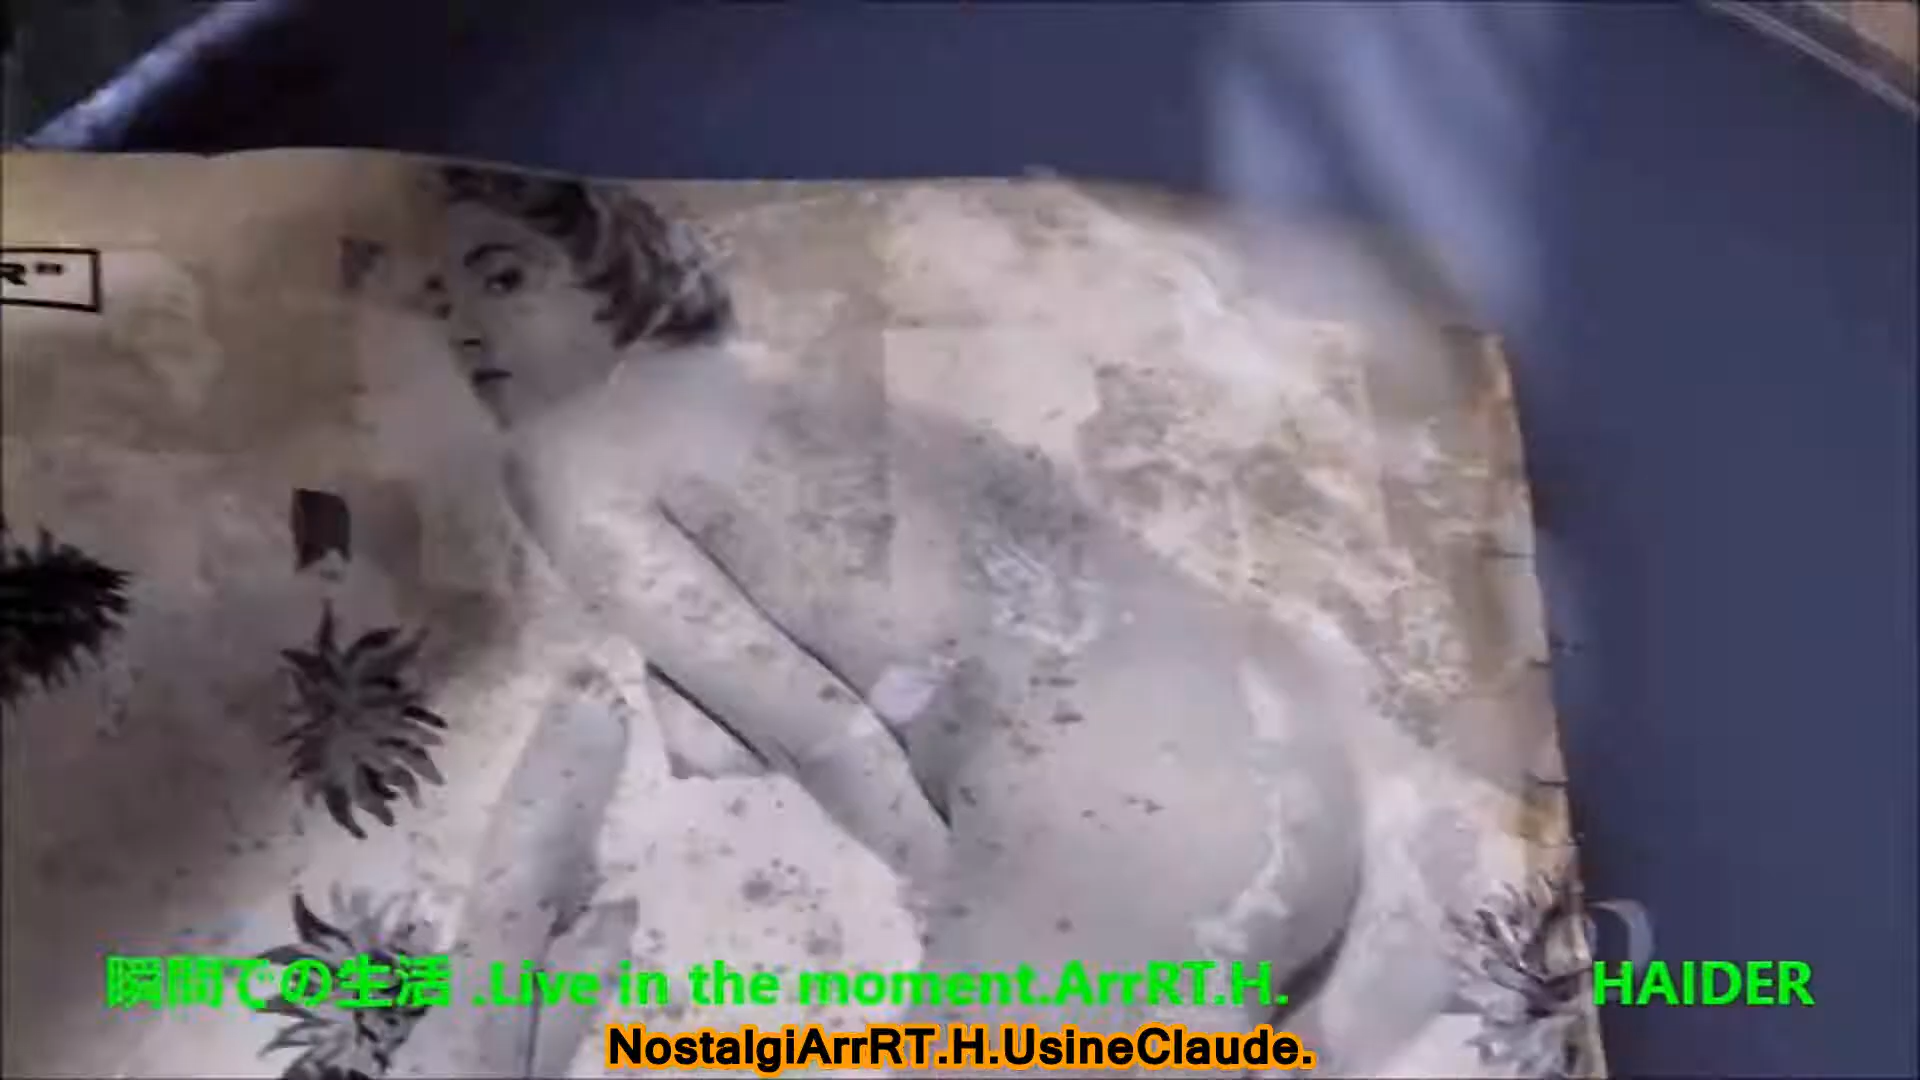 R"
瞬間での生活 .Live in the moment.ArrRT.H.
HAIDER
NostalgiArrRT.H.UsineClaude.